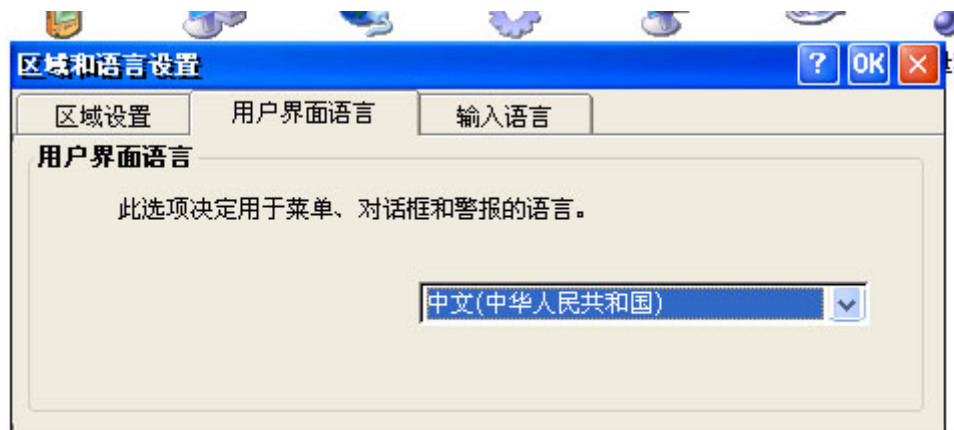 区域和语言设置
? OK ×
区域设置 用户界面语言 输入语言
用户界面语言
此选项决定用于菜单、对话框和警报的语言。
中文(中华人民共和国)